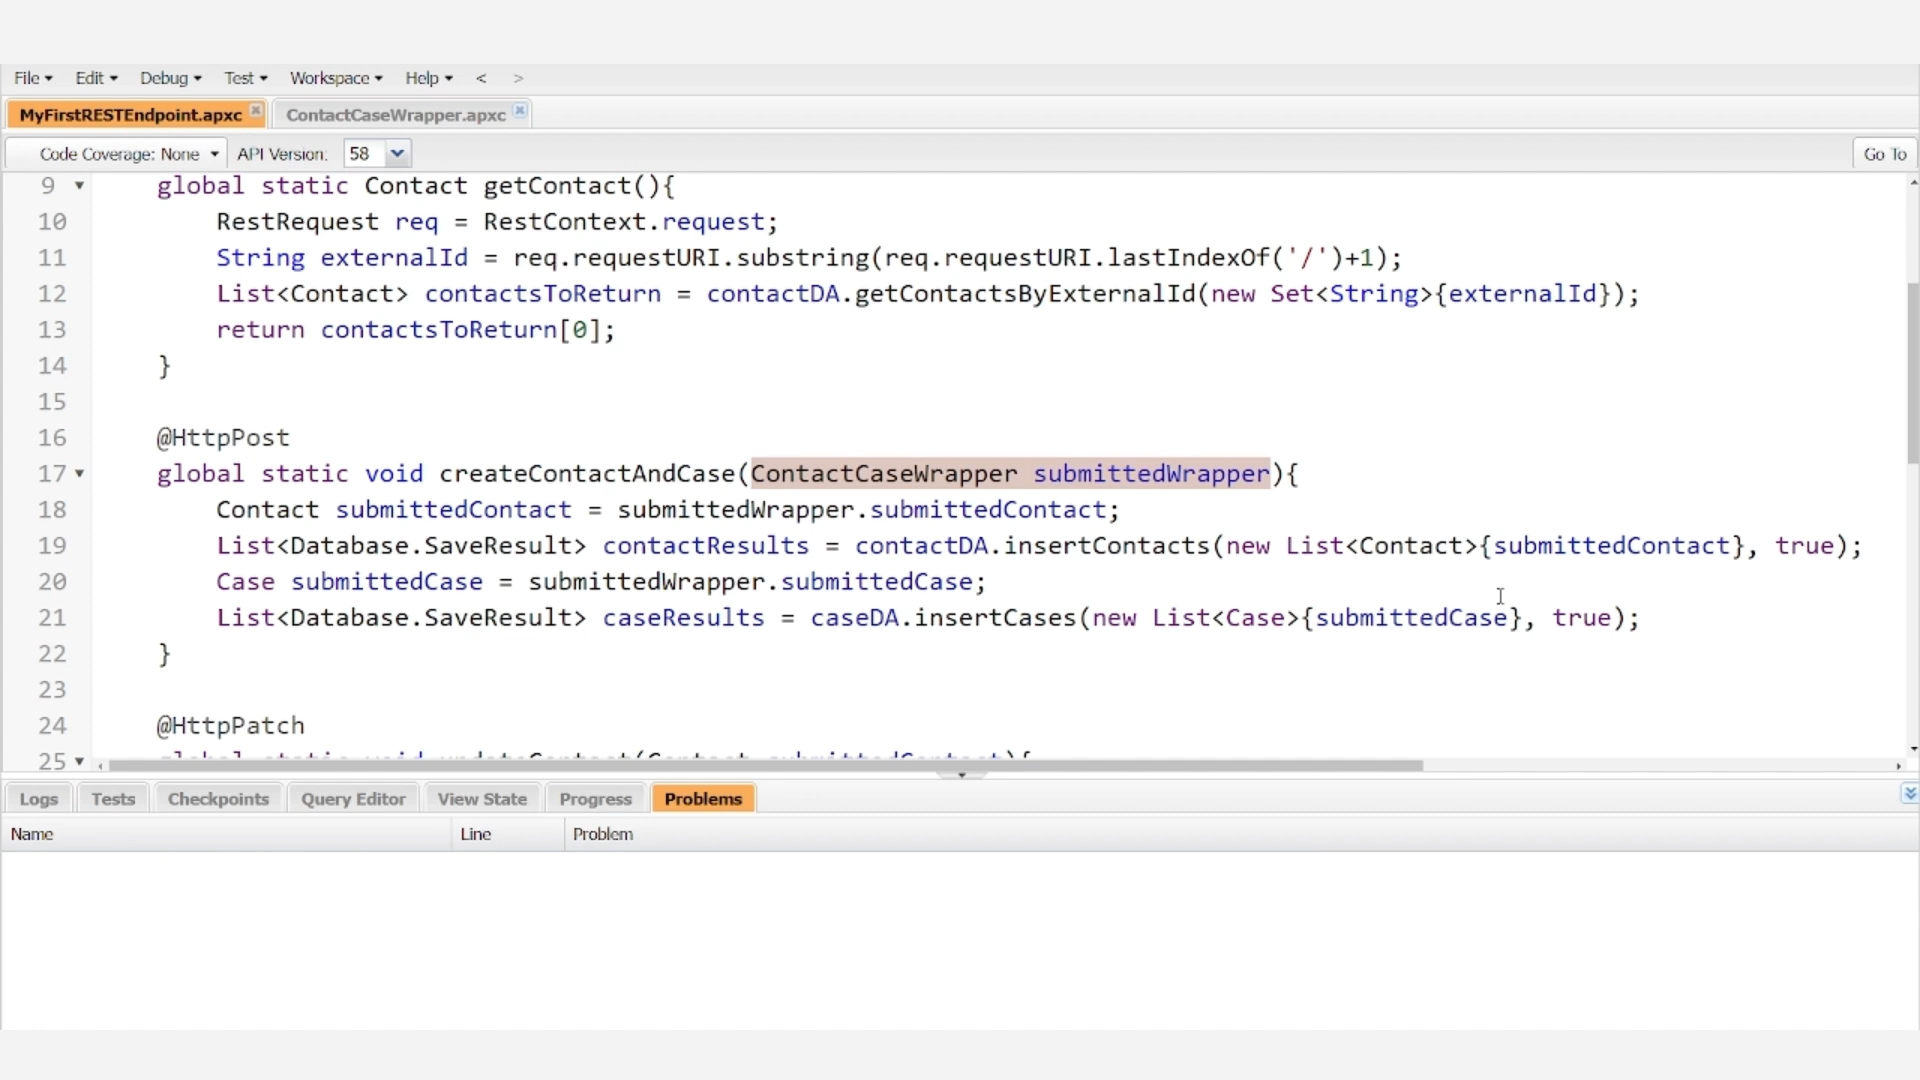 File Edit Debug Test Workspace Help < >
MyFirstRESTEndpoint.apxc ContactCaseWrapper.apxc
Code Coverage: None API Version: 58 Go To
9 global static Contact getContact(){
10 RestRequest req = RestContext.request;
11 String externalId = req.requestURI.substring(req.requestURI.lastIndexOf('/')+1);
12 List<Contact> contactsToReturn = contactDA.getContactsByExternalId(new Set<String>{externalId});
13 return contactsToReturn[0];
14 }
15
16 @HttpPost
17 global static void createContactAndCase(ContactCaseWrapper submittedWrapper){
18 Contact submittedContact = submittedWrapper.submittedContact;
19 List<Database.SaveResult> contactResults = contactDA.insertContacts(new List<Contact>{submittedContact}, true);
20 Case submittedCase = submittedWrapper.submittedCase;
21 List<Database.SaveResult> caseResults = caseDA.insertCases(new List<Case>{submittedCase}, true);
22 }
23
24 @HttpPatch
25 global static void updateContact(Contact submittedContact){
Logs Tests Checkpoints Query Editor View State Progress Problems
Name Line Problem